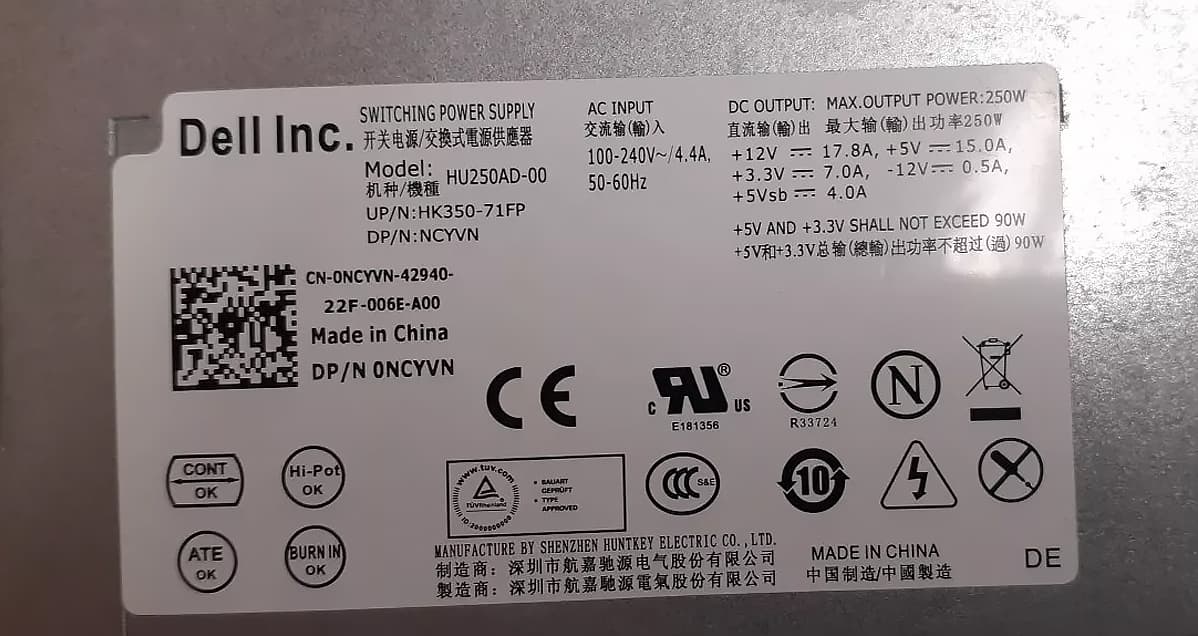 Dell Inc.
SWITCHING POWER SUPPLY
开关电源/交換式電源供應器
Model: HU250AD-00
机种/機種
UP/N:HK350-71FP
DP/N:NCYVN
AC INPUT
交流输(輸)入
100-240V~/4.4A,
50-60Hz
DC OUTPUT: MAX.OUTPUT POWER:250W
直流输(輸)出 最大输(輸)出功率250W
+12V ⎓ 17.8A, +5V ⎓ 15.0A,
+3.3V ⎓ 7.0A, -12V ⎓ 0.5A,
+5Vsb ⎓ 4.0A
+5V AND +3.3V SHALL NOT EXCEED 90W
+5V和+3.3V总输(總輸)出功率不超过(過)90W
CN-0NCYVN-42940-
22F-006E-A00
Made in China
DP/N 0NCYVN
CE
c RU ® US
E181356
R33724
N
CONT
OK
Hi-Pot
OK
ATE
OK
BURN IN
OK
www.tuv.com
TÜVRheinland
ID:2000000000
• BAUART
GEPRÜFT
• TYPE
APPROVED
CCC S&E
10
MANUFACTURE BY SHENZHEN HUNTKEY ELECTRIC CO.,LTD.
制造商：深圳市航嘉驰源电气股份有限公司
製造商：深圳市航嘉馳源電氣股份有限公司
MADE IN CHINA
中国制造/中國製造
DE